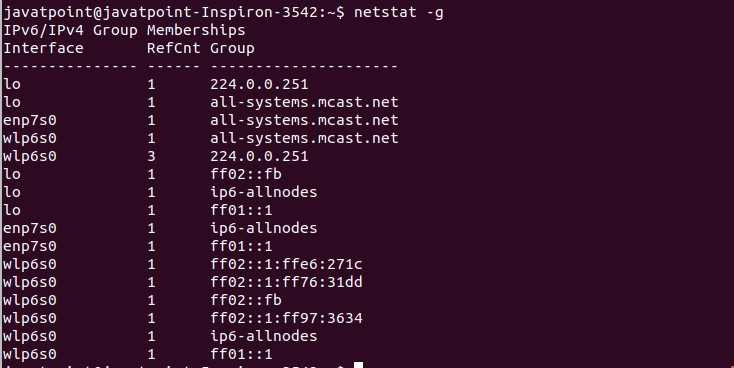 javatpoint@javatpoint-Inspiron-3542:~$ netstat -g
IPv6/IPv4 Group Memberships
Interface       RefCnt Group
--------------- ------ ---------------------
lo              1      224.0.0.251
lo              1      all-systems.mcast.net
enp7s0          1      all-systems.mcast.net
wlp6s0          1      all-systems.mcast.net
wlp6s0          3      224.0.0.251
lo              1      ff02::fb
lo              1      ip6-allnodes
lo              1      ff01::1
enp7s0          1      ip6-allnodes
enp7s0          1      ff01::1
wlp6s0          1      ff02::1:ffe6:271c
wlp6s0          1      ff02::1:ff76:31dd
wlp6s0          1      ff02::fb
wlp6s0          1      ff02::1:ff97:3634
wlp6s0          1      ip6-allnodes
wlp6s0          1      ff01::1
javatpoint@javatpoint-Inspiron-3542:~$